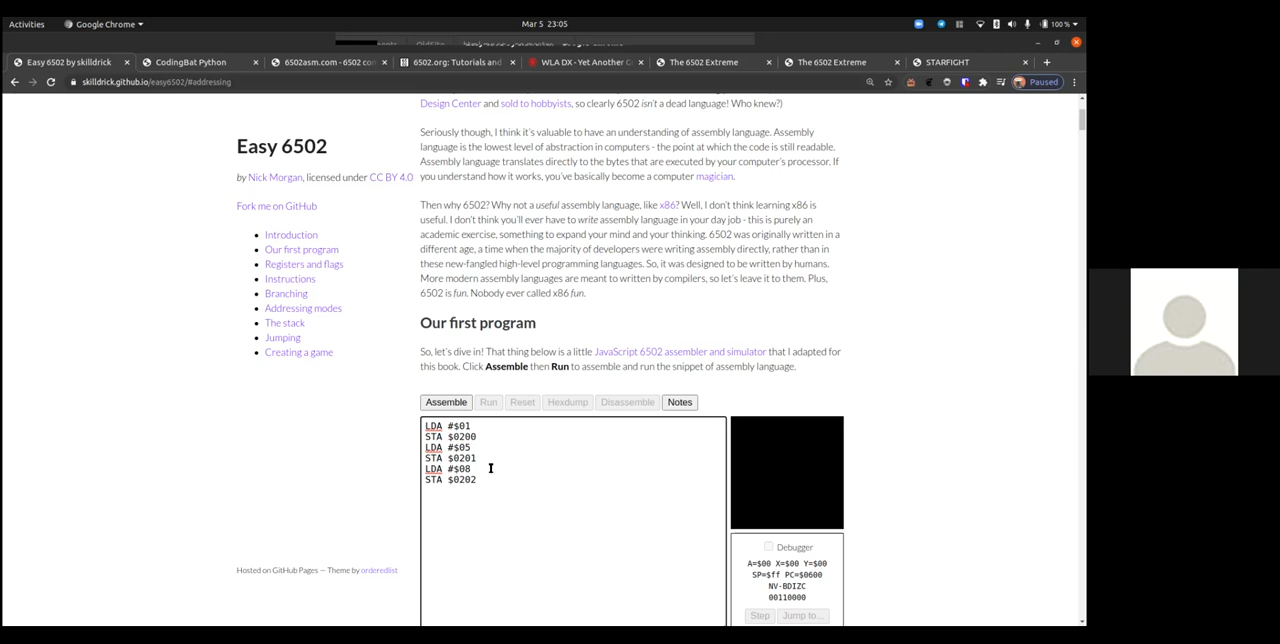 Activities
Google Chrome
Mar 5 23:05
100 %
Easy 6502 by skilldrick
CodingBat Python
6502asm.com - 6502 co
6502.org: Tutorials and
WLA DX - Yet Another G
The 6502 Extreme
The 6502 Extreme
STARFIGHT
skilldrick.github.io/easy6502/#addressing
Paused
Design Center and sold to hobbyists, so clearly 6502 isn't a dead language! Who knew?)
Seriously though, I think it's valuable to have an understanding of assembly language. Assembly
language is the lowest level of abstraction in computers - the point at which the code is still readable.
Assembly language translates directly to the bytes that are executed by your computer's processor. If
you understand how it works, you've basically become a computer magician.
Then why 6502? Why not a useful assembly language, like x86? Well, I don't think learning x86 is
useful. I don't think you'll ever have to write assembly language in your day job - this is purely an
academic exercise, something to expand your mind and your thinking. 6502 was originally written in a
different age, a time when the majority of developers were writing assembly directly, rather than in
these new-fangled high-level programming languages. So, it was designed to be written by humans.
More modern assembly languages are meant to written by compilers, so let's leave it to them. Plus,
6502 is fun. Nobody ever called x86 fun.
Easy 6502
by Nick Morgan, licensed under CC BY 4.0
Fork me on GitHub
Introduction
Our first program
Registers and flags
Instructions
Branching
Addressing modes
The stack
Jumping
Creating a game
Hosted on GitHub Pages — Theme by orderedlist
Our first program
So, let's dive in! That thing below is a little JavaScript 6502 assembler and simulator that I adapted for
this book. Click Assemble then Run to assemble and run the snippet of assembly language.
Assemble Run Reset Hexdump Disassemble Notes
LDA #$01
STA $0200
LDA #$05
STA $0201
LDA #$08
STA $0202
Debugger
A=$00 X=$00 Y=$00
SP=$ff PC=$0600
NV-BDIZC
00110000
Step Jump to...